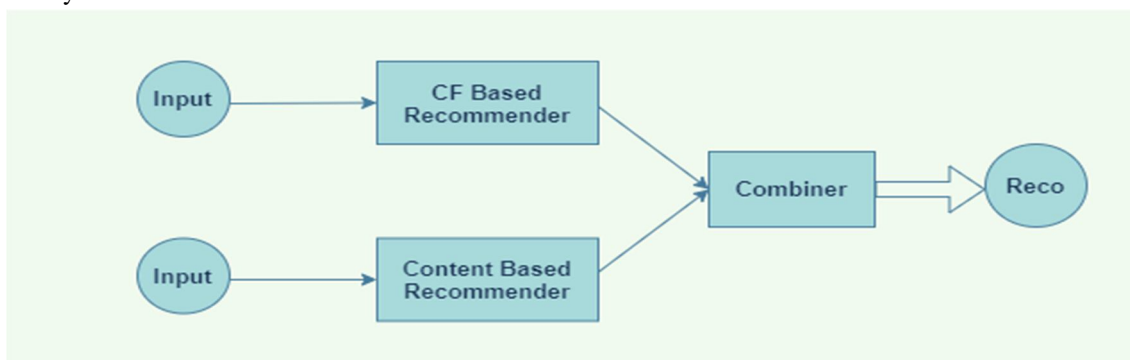 Input
CF Based
Recommender
Combiner
Reco
Input
Content Based
Recommender